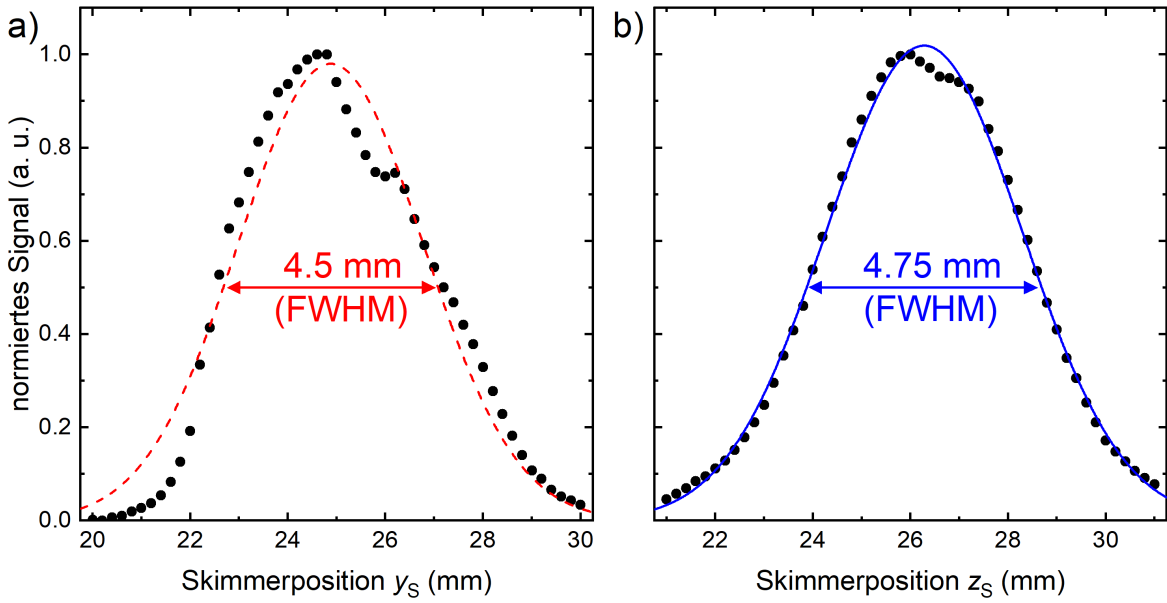 a)
normiertes Signal (a. u.)
1.0
0.8
0.6
0.4
0.2
0.0
4.5 mm
(FWHM)
20 22 24 26 28 30
Skimmerposition yS (mm)
b)
4.75 mm
(FWHM)
22 24 26 28 30
Skimmerposition zS (mm)